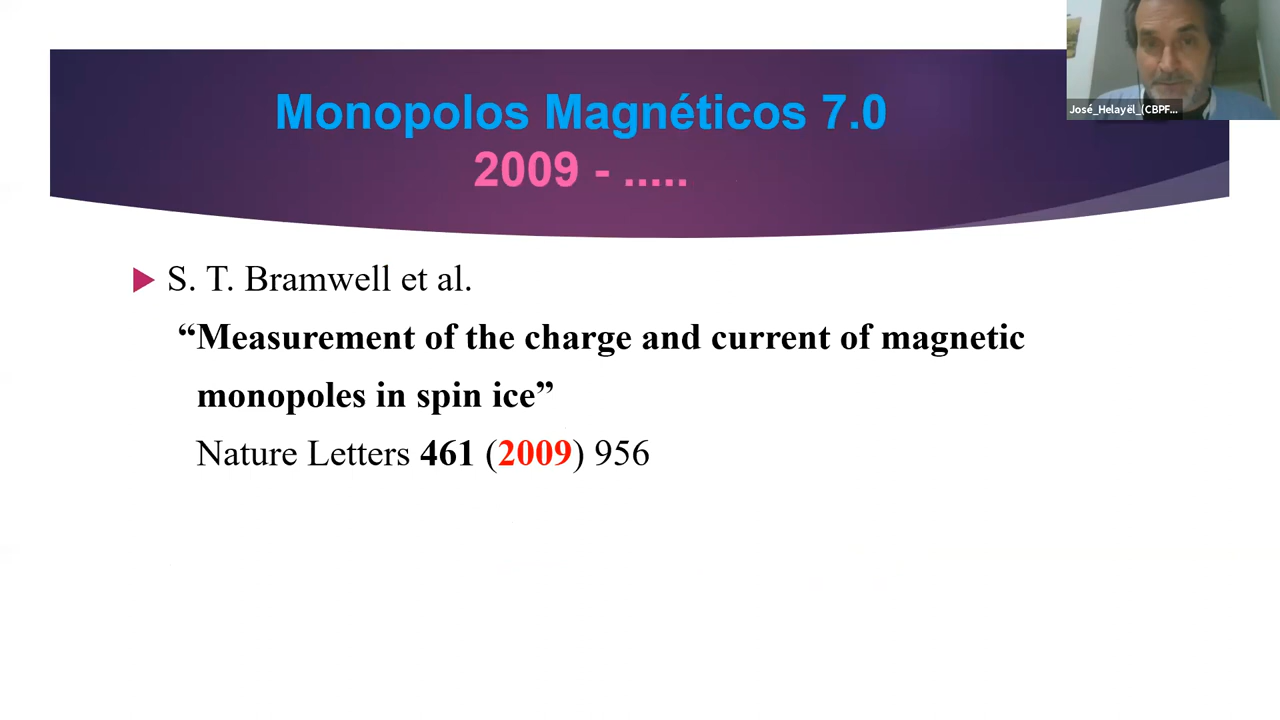 Monopolos Magnéticos 7.0
2009 - .....
José_Helayël_(CBPF...
S. T. Bramwell et al.
“Measurement of the charge and current of magnetic
monopoles in spin ice”
Nature Letters 461 (2009) 956